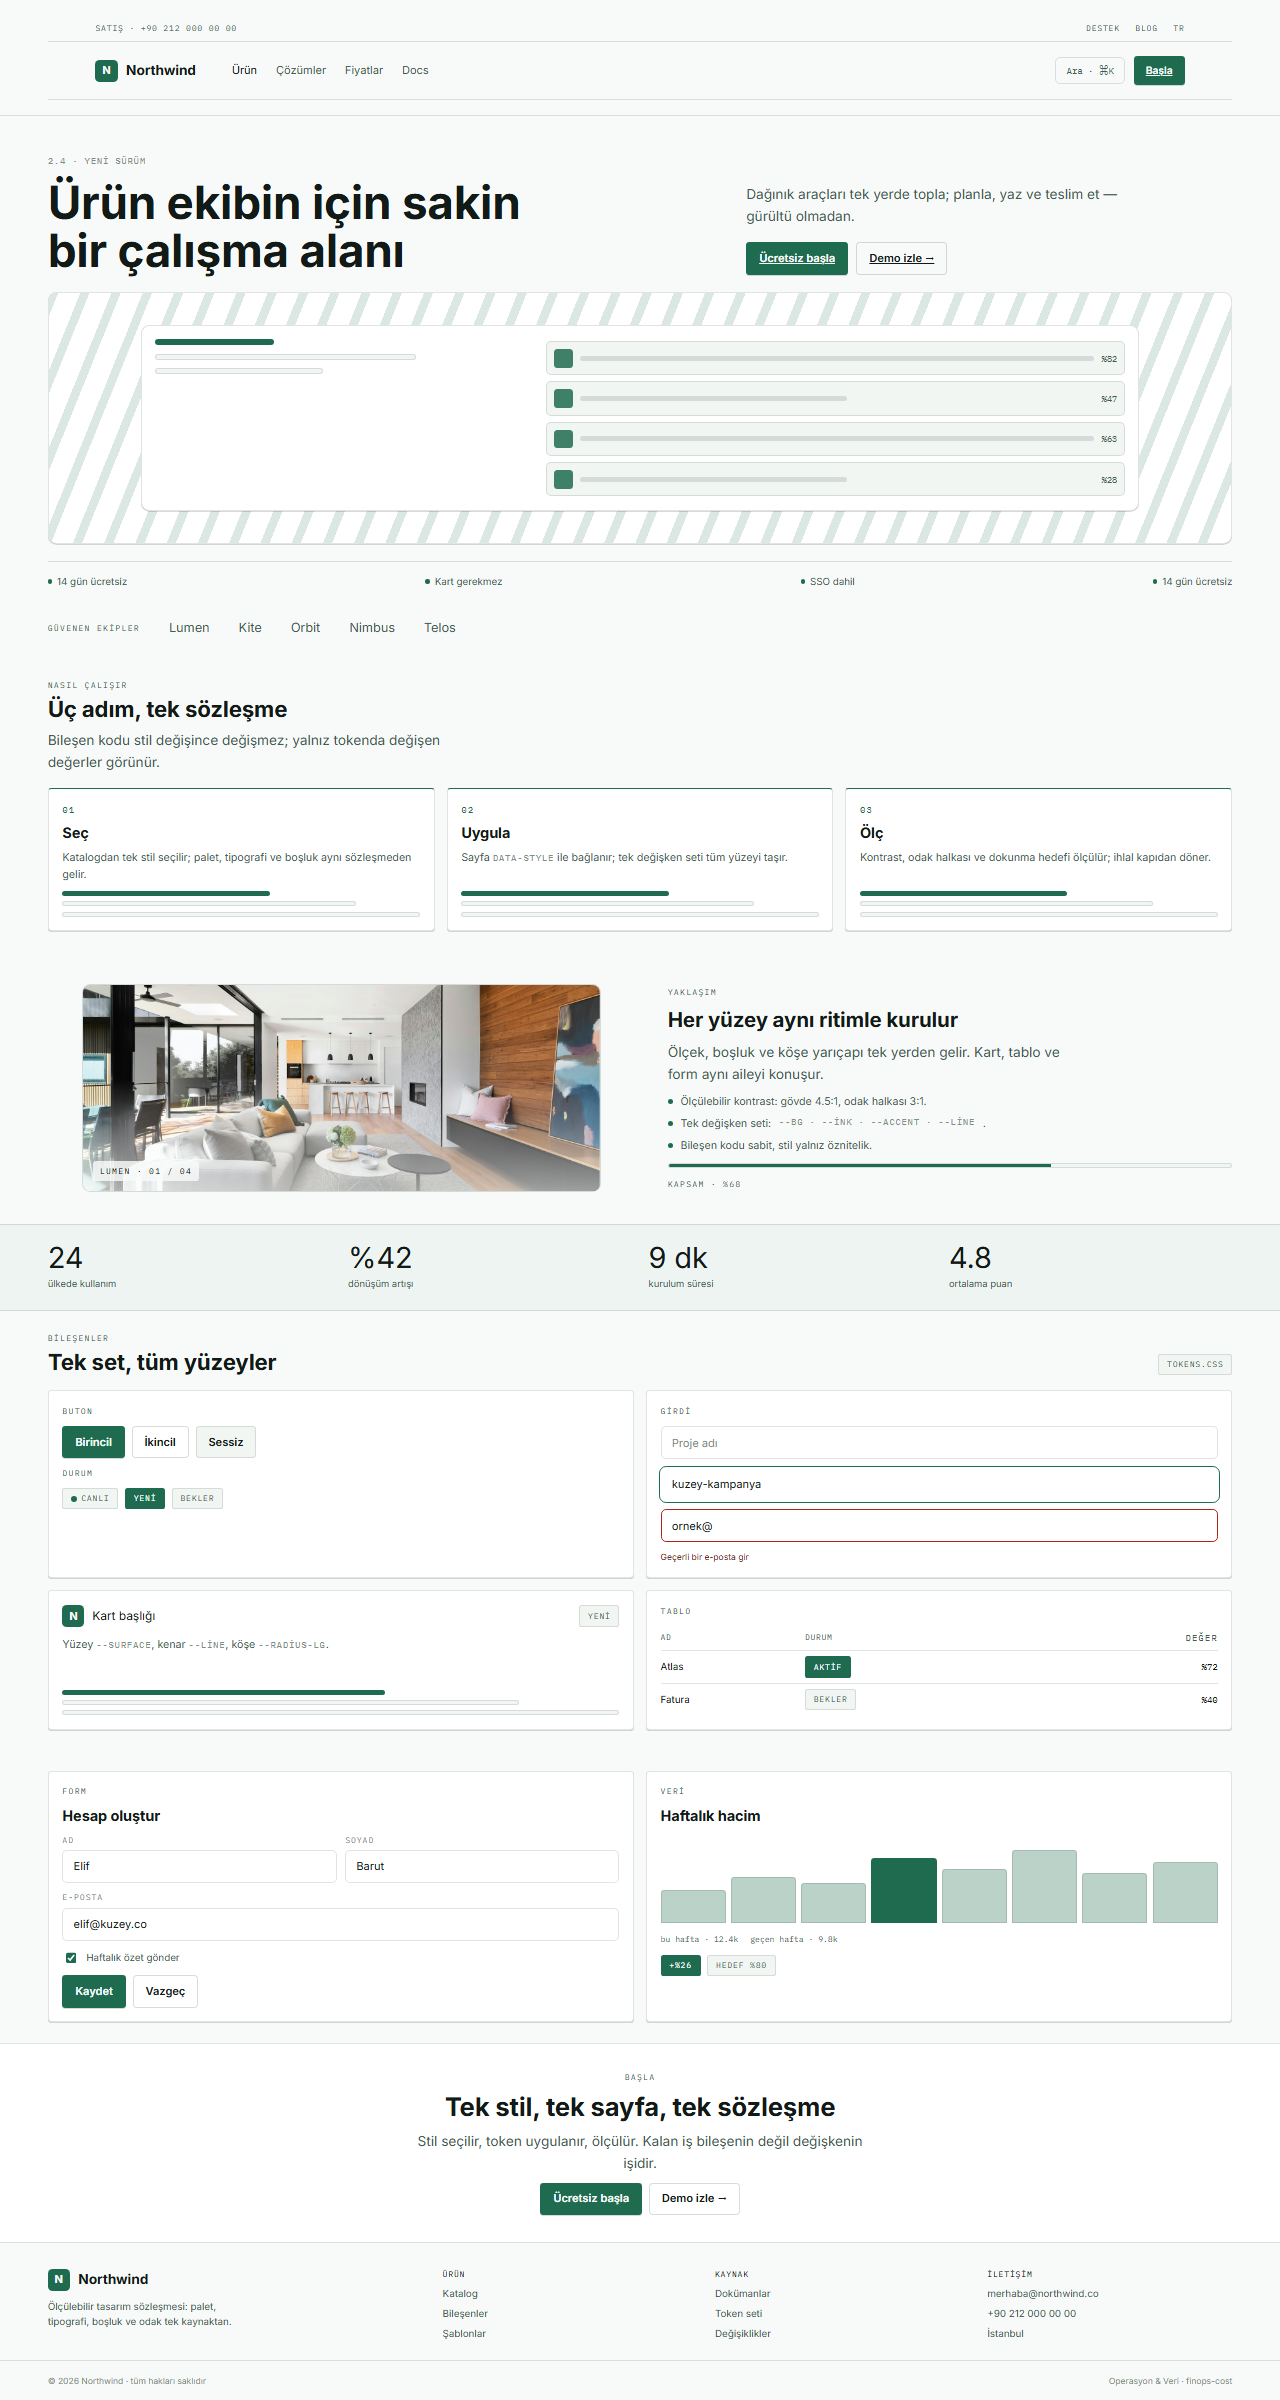 SATIŞ · +90 212 000 00 00
DESTEK BLOG TR
N Northwind Ürün Çözümler Fiyatlar Docs Ara · ⌘K Başla
2.4 · YENİ SÜRÜM
Ürün ekibin için sakin
bir çalışma alanı
Dağınık araçları tek yerde topla; planla, yaz ve teslim et —
gürültü olmadan.
Ücretsiz başla Demo izle →
%82
%47
%63
%28
14 gün ücretsiz Kart gerekmez SSO dahil 14 gün ücretsiz
GÜVENEN EKİPLER Lumen Kite Orbit Nimbus Telos
NASIL ÇALIŞIR
Üç adım, tek sözleşme
Bileşen kodu stil değişince değişmez; yalnız tokenda değişen
değerler görünür.
01
Seç
Katalogdan tek stil seçilir; palet, tipografi ve boşluk aynı sözleşmeden
gelir.
02
Uygula
Sayfa DATA-STYLE ile bağlanır; tek değişken seti tüm yüzeyi taşır.
03
Ölç
Kontrast, odak halkası ve dokunma hedefi ölçülür; ihlal kapıdan döner.
LUMEN · 01 / 04
YAKLAŞIM
Her yüzey aynı ritimle kurulur
Ölçek, boşluk ve köşe yarıçapı tek yerden gelir. Kart, tablo ve
form aynı aileyi konuşur.
Ölçülebilir kontrast: gövde 4.5:1, odak halkası 3:1.
Tek değişken seti: --BG · --İNK · --ACCENT · --LİNE .
Bileşen kodu sabit, stil yalnız öznitelik.
KAPSAM · %68
24
ülkede kullanım
%42
dönüşüm artışı
9 dk
kurulum süresi
4.8
ortalama puan
BİLEŞENLER
Tek set, tüm yüzeyler
TOKENS.CSS
BUTON
Birincil İkincil Sessiz
DURUM
CANLI YENİ BEKLER
GİRDİ
Proje adı
kuzey-kampanya
ornek@
Geçerli bir e-posta gir
N Kart başlığı YENİ
Yüzey --SURFACE, kenar --LİNE, köşe --RADİUS-LG.
TABLO
AD DURUM DEĞER
Atlas AKTİF %72
Fatura BEKLER %40
FORM
Hesap oluştur
AD SOYAD
Elif Barut
E-POSTA
elif@kuzey.co
Haftalık özet gönder
Kaydet Vazgeç
VERİ
Haftalık hacim
bu hafta · 12.4k geçen hafta · 9.8k
+%26 HEDEF %80
BAŞLA
Tek stil, tek sayfa, tek sözleşme
Stil seçilir, token uygulanır, ölçülür. Kalan iş bileşenin değil değişkenin
işidir.
Ücretsiz başla Demo izle →
N Northwind
Ölçülebilir tasarım sözleşmesi: palet,
tipografi, boşluk ve odak tek kaynaktan.
ÜRÜN
Katalog
Bileşenler
Şablonlar
KAYNAK
Dokümanlar
Token seti
Değişiklikler
İLETİŞİM
merhaba@northwind.co
+90 212 000 00 00
İstanbul
© 2026 Northwind · tüm hakları saklıdır
Operasyon & Veri · finops-cost